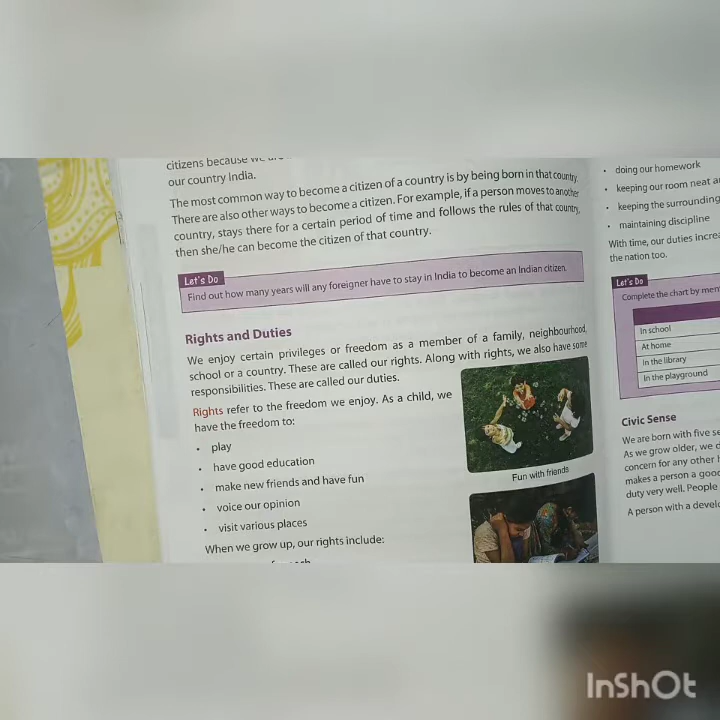 citizens because we
our country India.
The most common way to become a citizen of a country is by being born in that country.
There are also other ways to become a citizen. For example, if a person moves to another
country, stays there for a certain period of time and follows the rules of that country,
then she/he can become the citizen of that country.
Let's Do
Find out how many years will any foreigner have to stay in India to become an Indian citizen.
Rights and Duties
We enjoy certain privileges or freedom as a member of a family, neighbourhood,
school or a country. These are called our rights. Along with rights, we also have some
responsibilities. These are called our duties.
Rights refer to the freedom we enjoy. As a child, we
have the freedom to:
• play
• have good education
• make new friends and have fun
• voice our opinion
• visit various places
When we grow up, our rights include:
Fun with friends
• doing our homework
• keeping our room neat
• keeping the surrounding
• maintaining discipline
With time, our duties
the nation too.
Let's Do
Complete the chart by
In school
At home
In the library
In the playground
Civic Sense
We are born with five
As we grow older, we
concern for any other
makes a person a good
duty very well. People
A person with a
InShOt